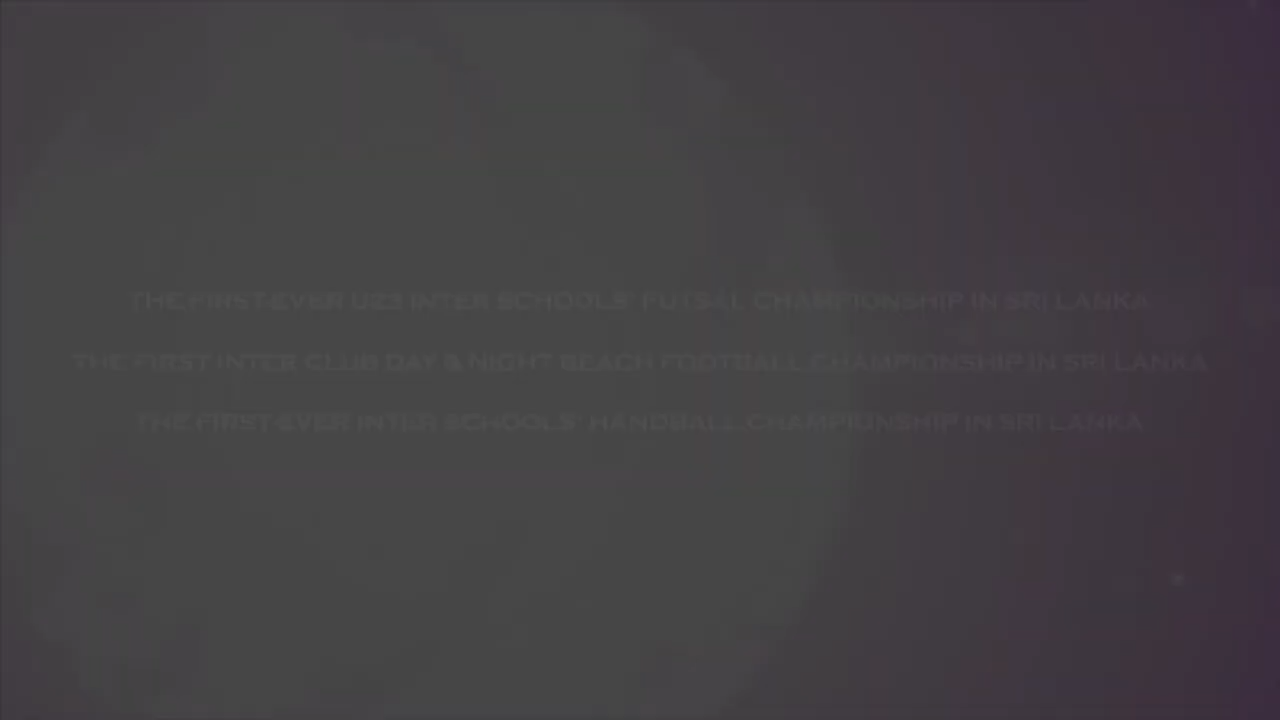 THE FIRST-EVER U23 INTER SCHOOLS' FUTSAL CHAMPIONSHIP IN SRI LANKA
THE FIRST INTER CLUB DAY & NIGHT BEACH FOOTBALL CHAMPIONSHIP IN SRI LANKA
THE FIRST-EVER INTER SCHOOLS' HANDBALL CHAMPIONSHIP IN SRI LANKA